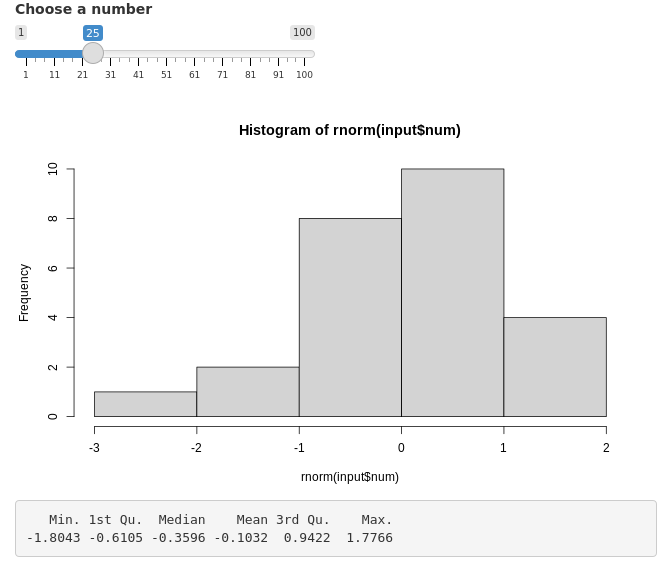 Choose a number
1 25 100
1 11 21 31 41 51 61 71 81 91 100
Histogram of rnorm(input$num)
Frequency
10
8
6
4
2
0
-3 -2 -1 0 1 2
rnorm(input$num)
Min. 1st Qu. Median Mean 3rd Qu. Max.
-1.8043 -0.6105 -0.3596 -0.1032 0.9422 1.7766